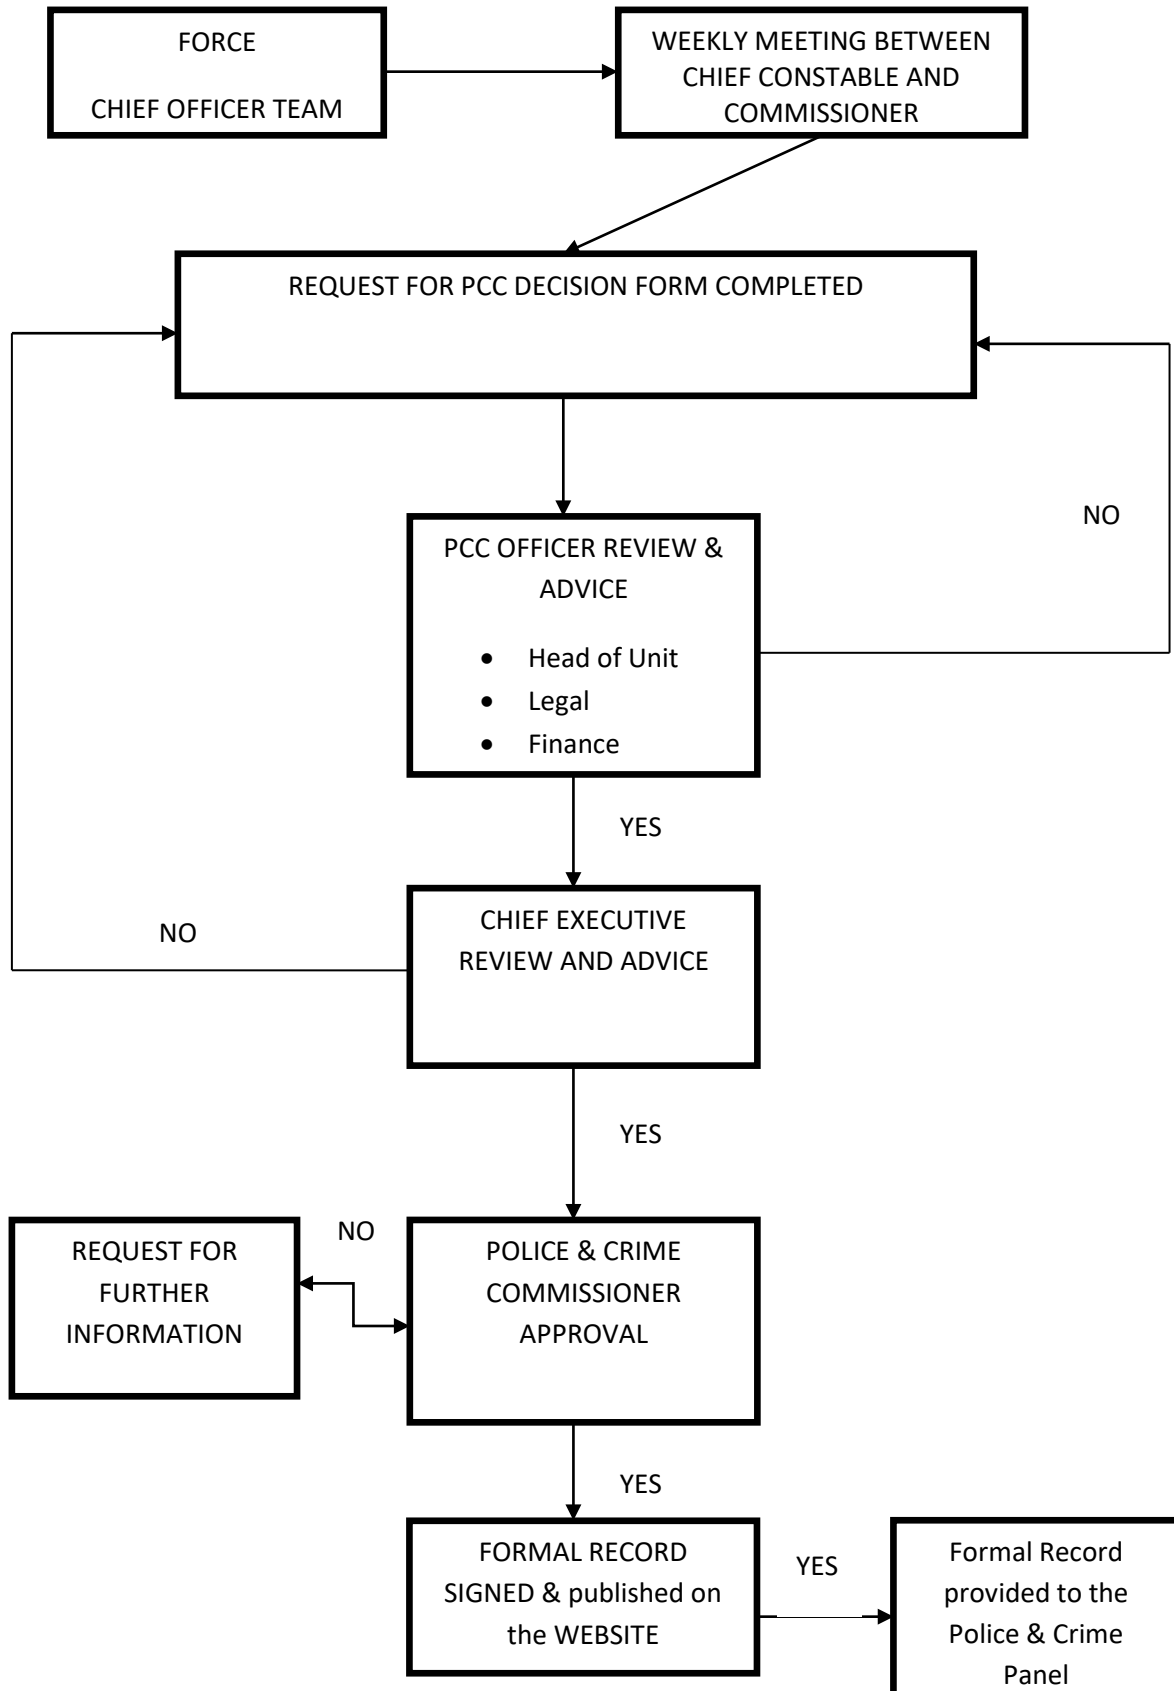 FORCE
CHIEF OFFICER TEAM
WEEKLY MEETING BETWEEN
CHIEF CONSTABLE AND
COMMISSIONER
REQUEST FOR PCC DECISION FORM COMPLETED
NO
PCC OFFICER REVIEW &
ADVICE
• Head of Unit
• Legal
• Finance
YES
NO
CHIEF EXECUTIVE
REVIEW AND ADVICE
YES
REQUEST FOR
FURTHER
INFORMATION
NO
POLICE & CRIME
COMMISSIONER
APPROVAL
YES
FORMAL RECORD
SIGNED & published on
the WEBSITE
YES
Formal Record
provided to the
Police & Crime
Panel